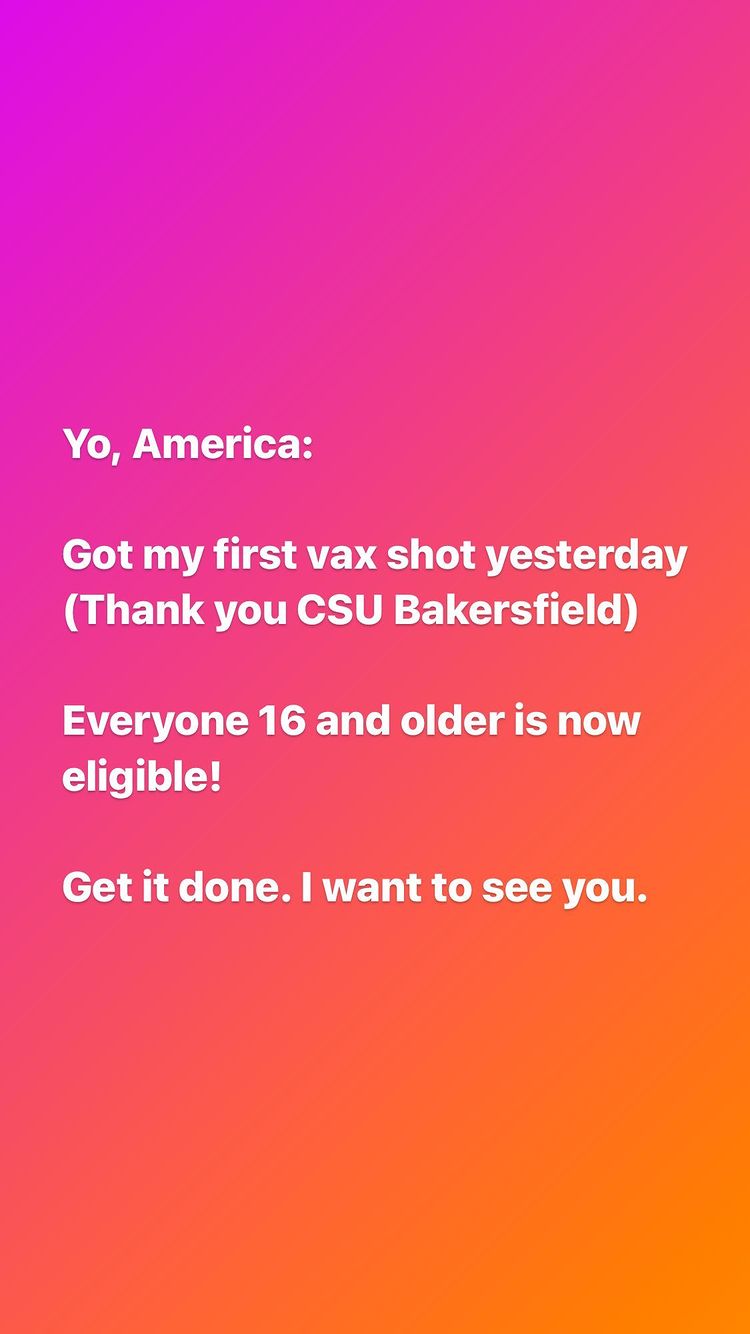 Yo, America:
Got my first vax shot yesterday
(Thank you CSU Bakersfield)
Everyone 16 and older is now
eligible!
Get it done. I want to see you.